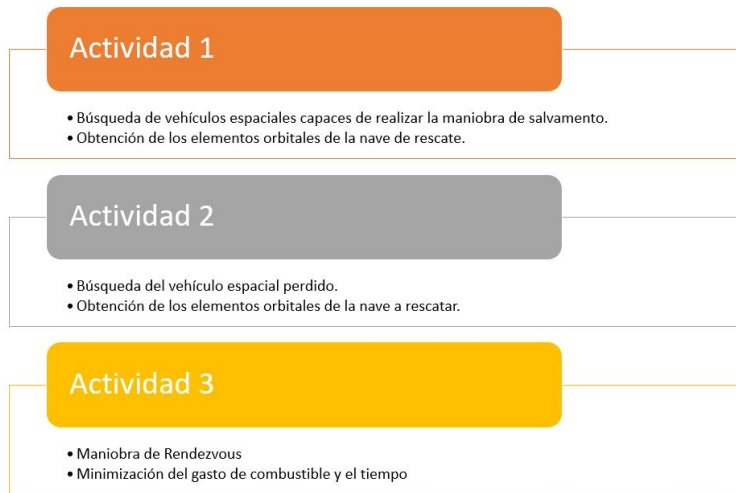 Actividad 1
• Búsqueda de vehículos espaciales capaces de realizar la maniobra de salvamento.
• Obtención de los elementos orbitales de la nave de rescate.
Actividad 2
• Búsqueda del vehículo espacial perdido.
• Obtención de los elementos orbitales de la nave a rescatar.
Actividad 3
• Maniobra de Rendezvous
• Minimización del gasto de combustible y el tiempo